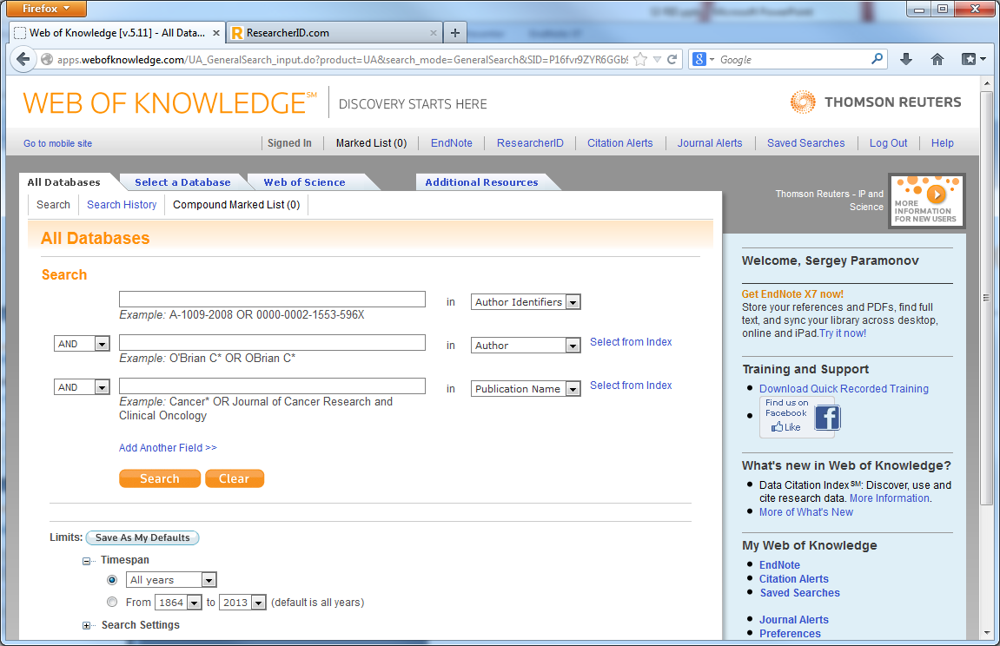 Firefox
Microsoft PowerPoint
Web of Knowledge [v.5.11] - All Data...
ResearcherID.com
apps.webofknowledge.com/UA_GeneralSearch_input.do?product=UA&search_mode=GeneralSearch&SID=P16fvr9ZYR6GGb
Google
WEB OF KNOWLEDGE℠
DISCOVERY STARTS HERE
THOMSON REUTERS
Go to mobile site
Signed In
Marked List (0)
EndNote
ResearcherID
Citation Alerts
Journal Alerts
Saved Searches
Log Out
Help
All Databases
Select a Database
Web of Science
Additional Resources
Thomson Reuters - IP and
Science
MORE
INFORMATION
FOR NEW USERS
Search
Search History
Compound Marked List (0)
All Databases
Search
in Author Identifiers
Example: A-1009-2008 OR 0000-0002-1553-596X
AND in Author Select from Index
Example: O'Brian C* OR OBrian C*
AND in Publication Name Select from Index
Example: Cancer* OR Journal of Cancer Research and
Clinical Oncology
Add Another Field >>
Search
Clear
Limits: Save As My Defaults
Timespan
All years
From 1864 to 2013 (default is all years)
Search Settings
Welcome, Sergey Paramonov
Get EndNote X7 now!
Store your references and PDFs, find full
text, and sync your library across desktop,
online and iPad.Try it now!
Training and Support
Download Quick Recorded Training
Find us on
Facebook
Like
What's new in Web of Knowledge?
Data Citation Index℠: Discover, use and
cite research data. More Information.
More of What's New
My Web of Knowledge
EndNote
Citation Alerts
Saved Searches
Journal Alerts
Preferences